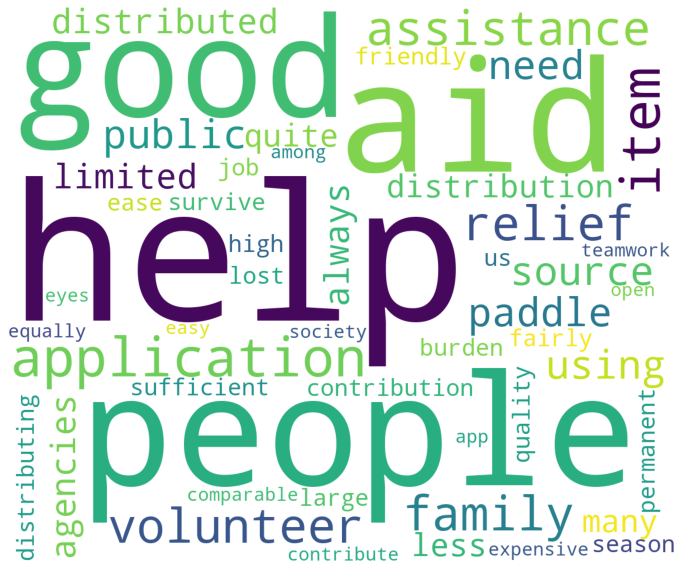 distributed
good
assistance
friendly
need
aid
item
public
quite
among
limited
job
ease
survive
distribution
help
always
relief
high
us
teamwork
lost
source
eyes
open
paddle
equally
easy
society
fairly
application
burden
using
sufficient
contribution
people
quality
permanent
distributing
agencies
app
comparable
large
volunteer
family
many
less
season
contribute
expensive